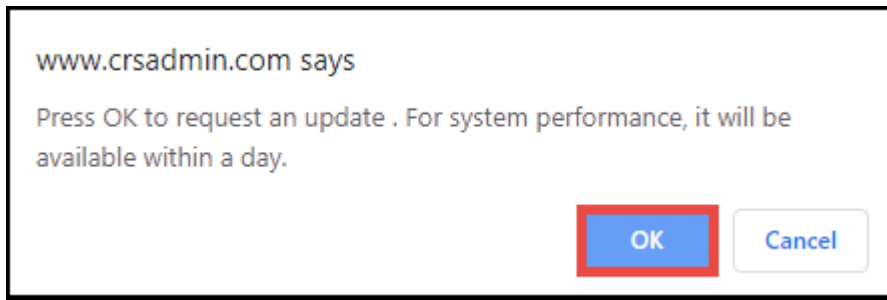 www.crsadmin.com says
Press OK to request an update . For system performance, it will be
available within a day.
OK
Cancel